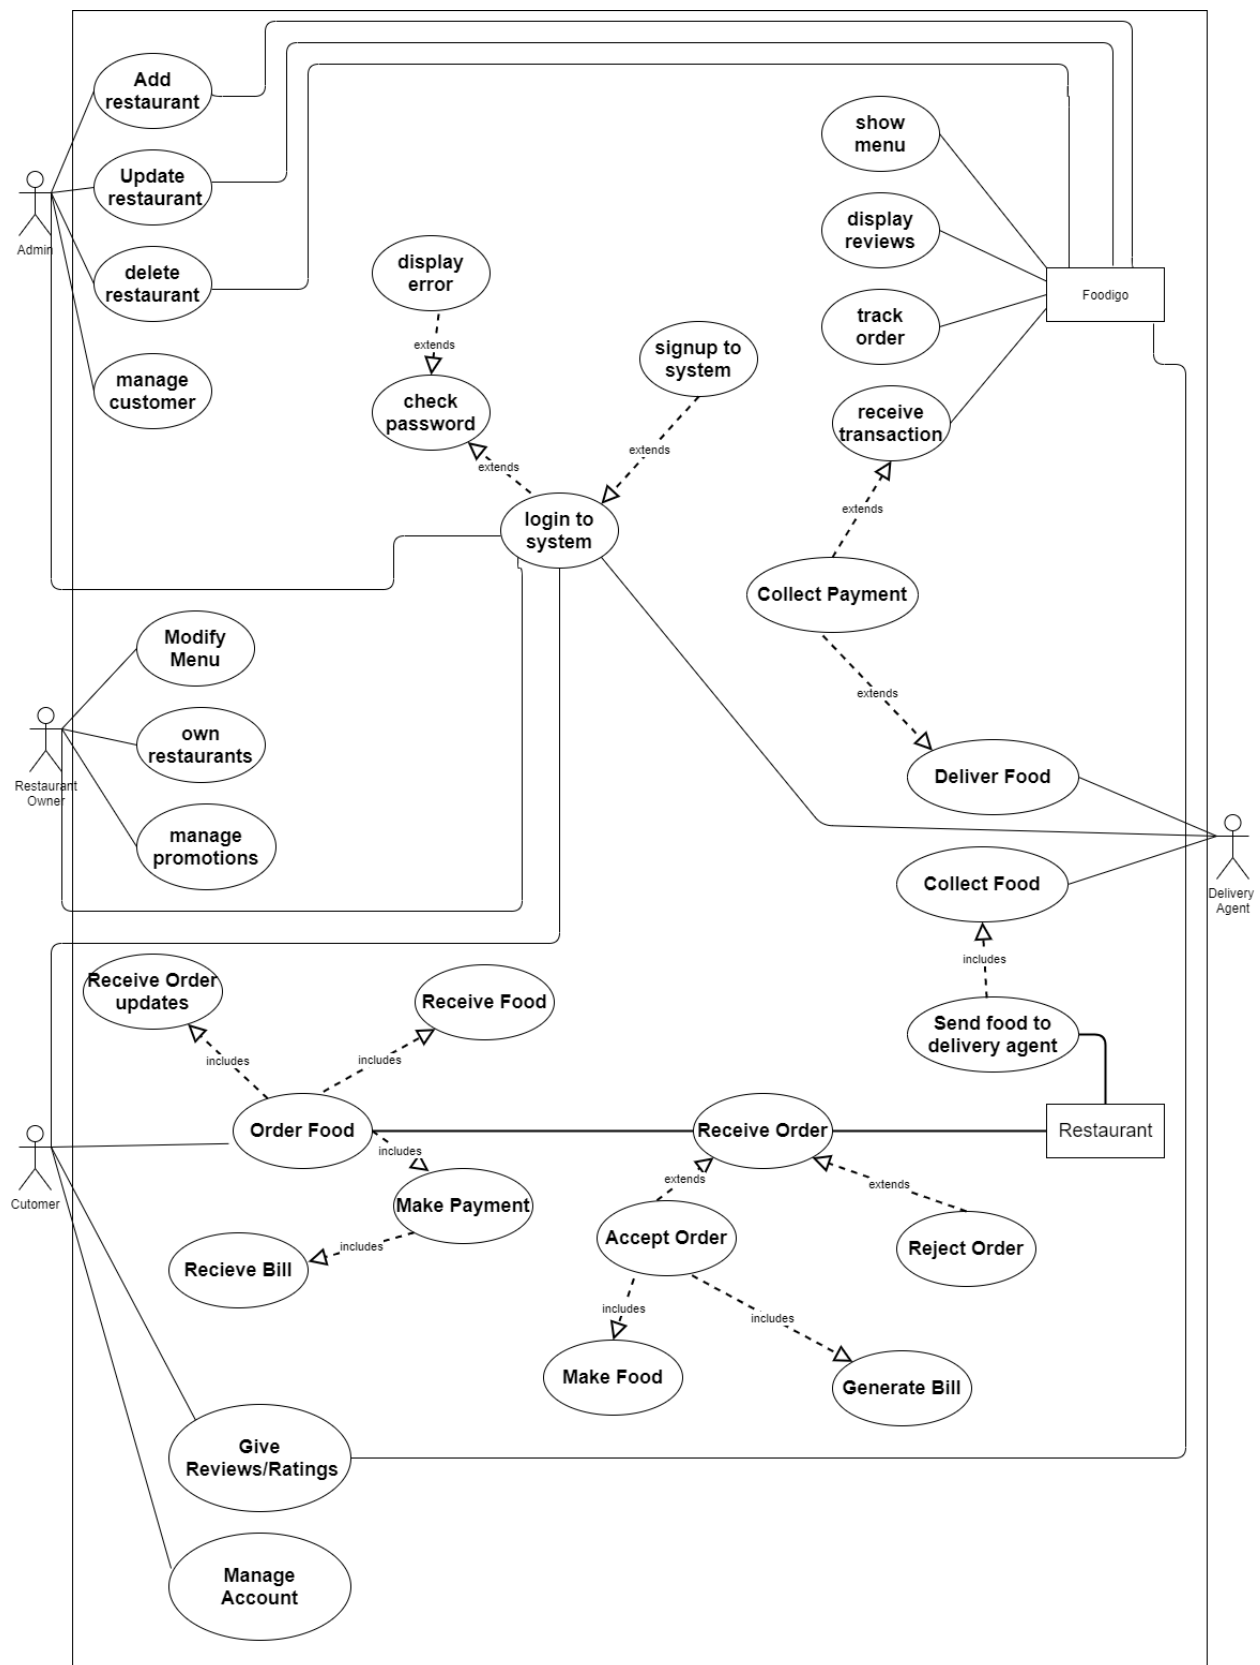 Add
restaurant
show
menu
Update
restaurant
Admin
display
reviews
delete
restaurant
display
error
Foodigo
track
order
extends
signup to
system
manage
customer
check
password
receive
transaction
extends
extends
login to
system
extends
Collect Payment
Modify
Menu
extends
own
restaurants
Restaurant
Owner
Deliver Food
manage
promotions
Collect Food
Delivery
Agent
includes
Receive Order
updates
Receive Food
Send food to
delivery agent
includes
includes
Order Food
Receive Order
Restaurant
includes
extends
extends
Cutomer
Make Payment
Accept Order
Reject Order
includes
Recieve Bill
includes
includes
Make Food
Generate Bill
Give
Reviews/Ratings
Manage
Account